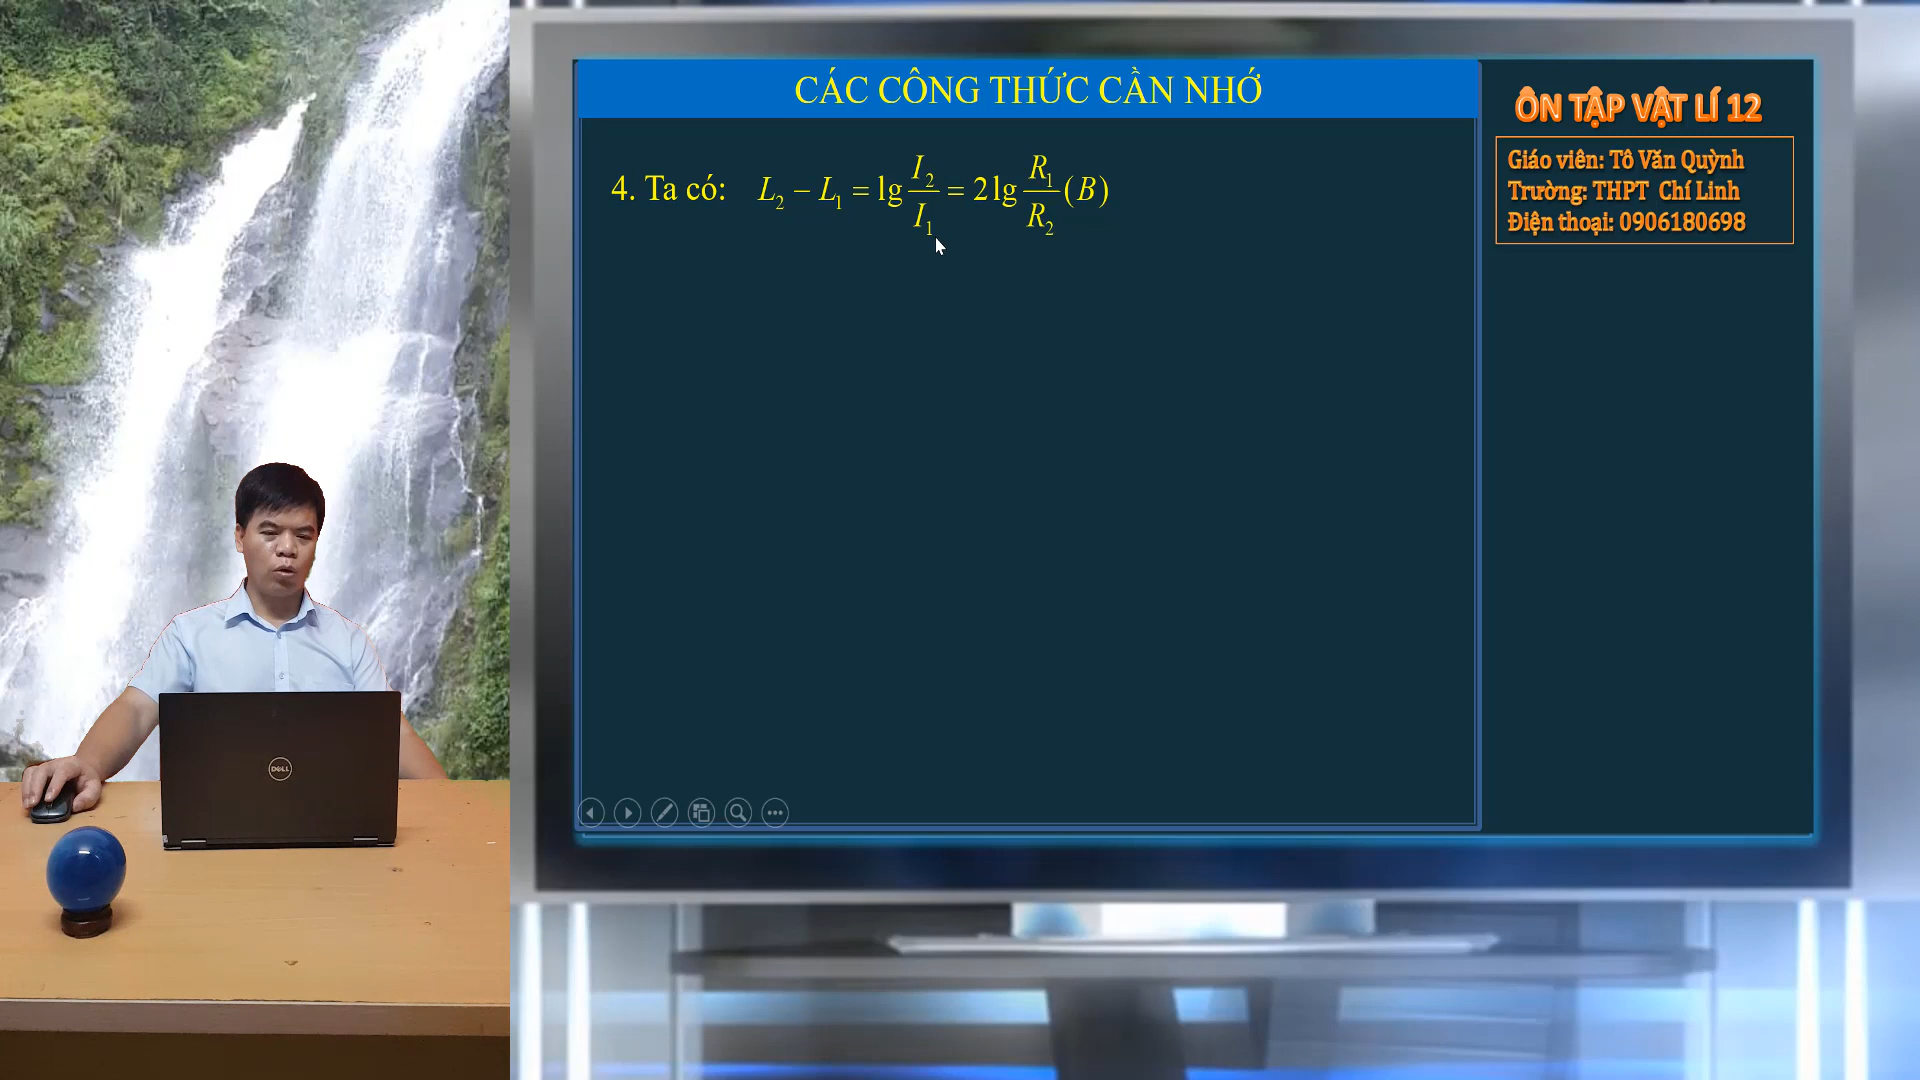 CÁC CÔNG THỨC CẦN NHỚ
4. Ta có: L₂ − L₁ = lg I₂/I₁ = 2lg R₁/R₂ (B)
ÔN TẬP VẬT LÍ 12
Giáo viên: Tô Văn Quỳnh
Trường: THPT Chí Linh
Điện thoại: 0906180698
DELL